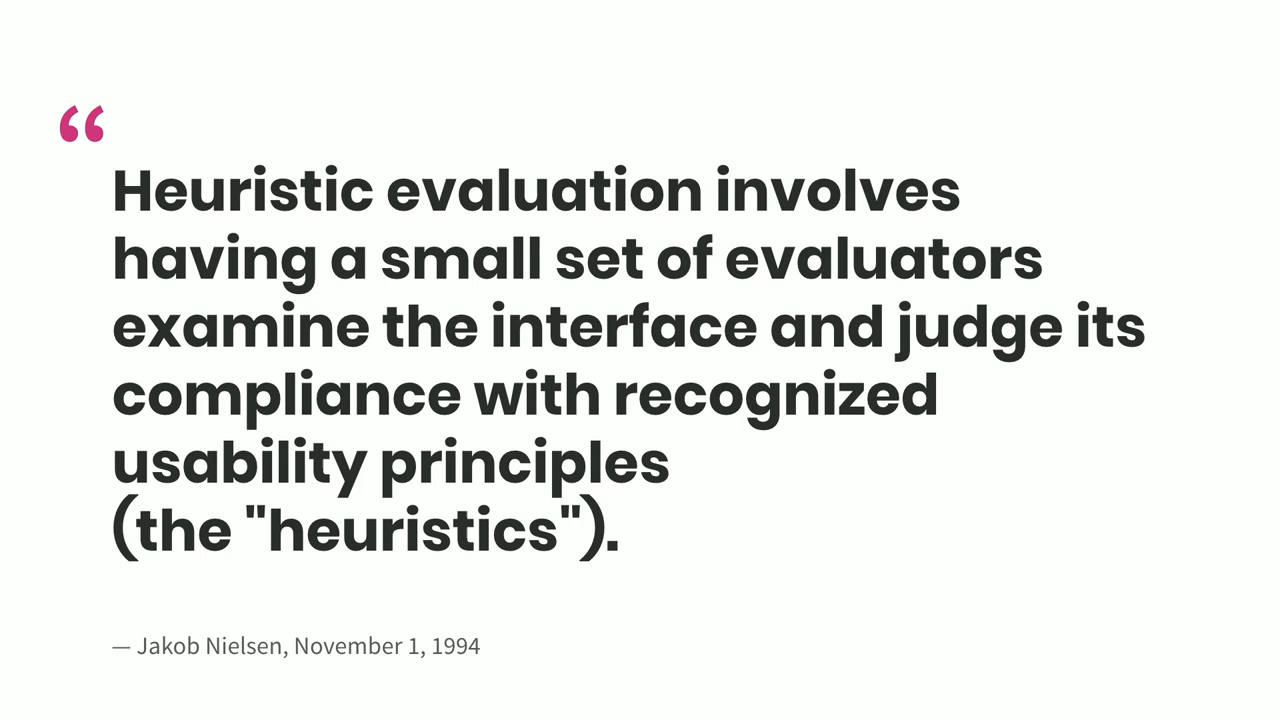 “
Heuristic evaluation involves
having a small set of evaluators
examine the interface and judge its
compliance with recognized
usability principles
(the "heuristics").
— Jakob Nielsen, November 1, 1994